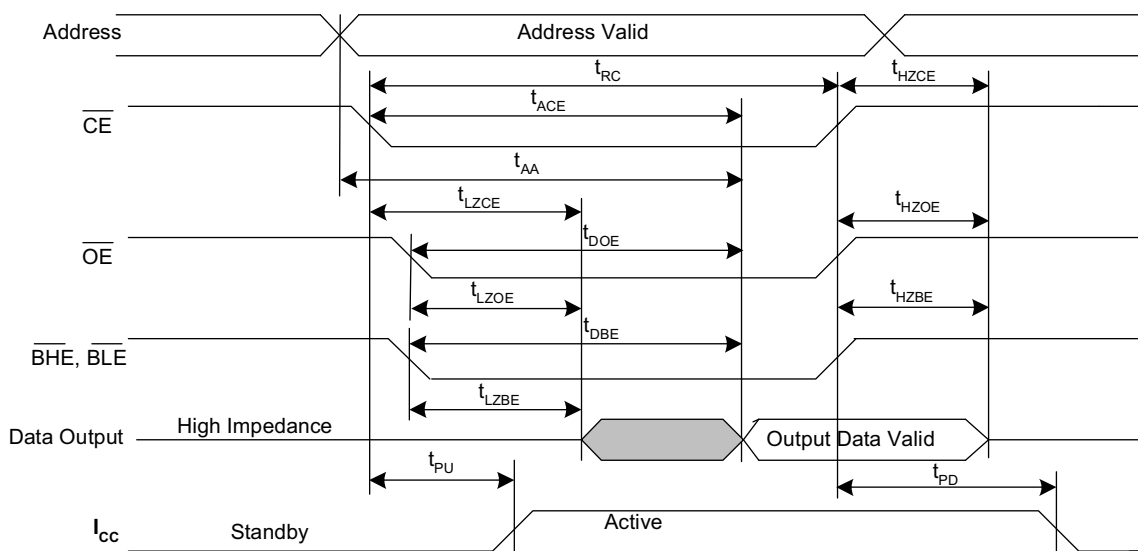 Address
Address Valid
tRC
tHZCE
tACE
CE
tAA
tLZCE
tHZOE
OE
tDOE
tLZOE
tHZBE
tDBE
BHE, BLE
tLZBE
Data Output
High Impedance
Output Data Valid
tPU
tPD
ICC
Standby
Active